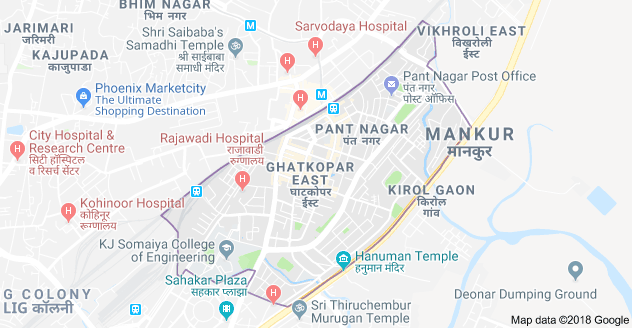 BHIM NAGAR
भिम नगर
Sarvodaya Hospital
JARIMARI
जरिमरी
Shri Saibaba's
Samadhi Temple
श्री साईबाबा
समाधी मंदिर
VIKHROLI EAST
विखरोली
ईस्ट
KAJUPADA
काजुपाडा
Pant Nagar Post Office
पंत नगर
पोस्ट ऑफिस
Phoenix Marketcity
The Ultimate
Shopping Destination
M
M
H
H
H
City Hospital &
Research Centre
सिटी हॉस्पिटल
व रिसर्च सेंटर
H
Rajawadi Hospital
राजावाडी
रुग्णालय
PANT NAGAR
पंत नगर
MANKUR
मानकुर
GHATKOPAR
EAST
घाटकोपर
ईस्ट
H
KIROL GAON
किरोल
गांव
Kohinoor Hospital
कोहिनूर
रूग्णालय
H
KJ Somaiya College
of Engineering
Hanuman Temple
हनुमान मंदिर
Sahakar Plaza
सहकार प्लाझा
G COLONY
LIG कॉलनी
H
Sri Thiruchembur
Murugan Temple
Deonar Dumping Ground
Map data ©2018 Google